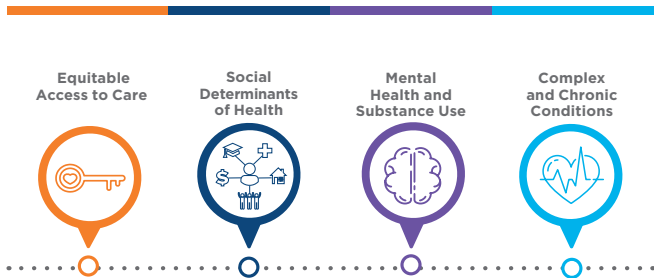 Equitable
Access to Care
Social
Determinants
of Health
Mental
Health and
Substance Use
Complex
and Chronic
Conditions
$